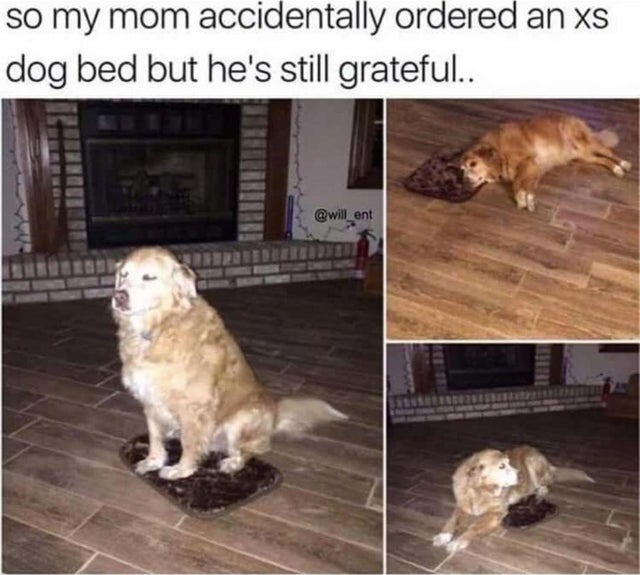 so my mom accidentally ordered an xs
dog bed but he's still grateful..
@will_ent